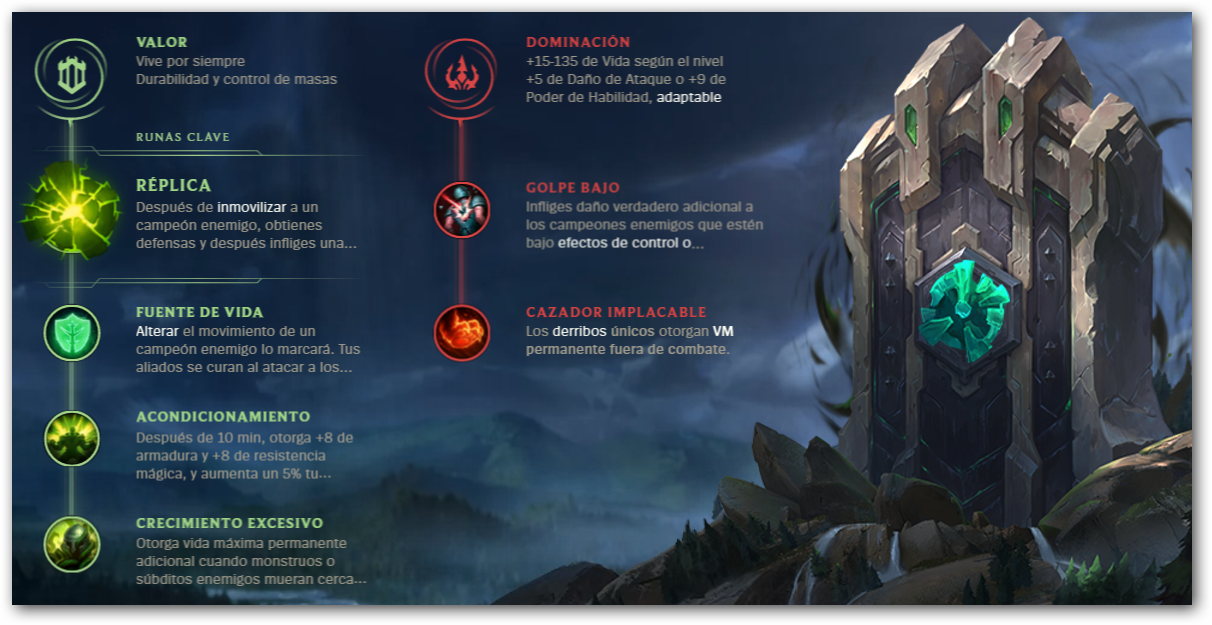 VALOR
Vive por siempre
Durabilidad y control de masas
RUNAS CLAVE
RÉPLICA
Después de inmovilizar a un
campeón enemigo, obtienes
defensas y después infliges una...
FUENTE DE VIDA
Alterar el movimiento de un
campeón enemigo lo marcará. Tus
aliados se curan al atacar a los...
ACONDICIONAMIENTO
Después de 10 min, otorga +8 de
armadura y +8 de resistencia
mágica, y aumenta un 5% tu...
CRECIMIENTO EXCESIVO
Otorga vida máxima permanente
adicional cuando monstruos o
súbditos enemigos mueran cerca...
DOMINACIÓN
+15-135 de Vida según el nivel
+5 de Daño de Ataque o +9 de
Poder de Habilidad, adaptable
GOLPE BAJO
Infliges daño verdadero adicional a
los campeones enemigos que estén
bajo efectos de control o...
CAZADOR IMPLACABLE
Los derribos únicos otorgan VM
permanente fuera de combate.